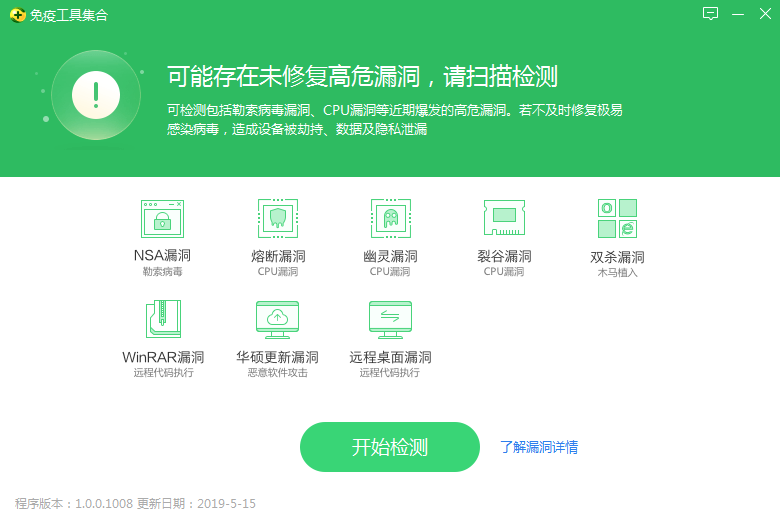 免疫工具集合
可能存在未修复高危漏洞，请扫描检测
可检测包括勒索病毒漏洞、CPU漏洞等近期爆发的高危漏洞。若不及时修复极易
感染病毒，造成设备被劫持、数据及隐私泄漏
NSA漏洞 熔断漏洞 幽灵漏洞 裂谷漏洞 双杀漏洞
勒索病毒 CPU漏洞 CPU漏洞 CPU漏洞 木马植入
WinRAR漏洞 华硕更新漏洞 远程桌面漏洞
远程代码执行 恶意软件攻击 远程代码执行
开始检测 了解漏洞详情
程序版本：1.0.0.1008 更新日期：2019-5-15